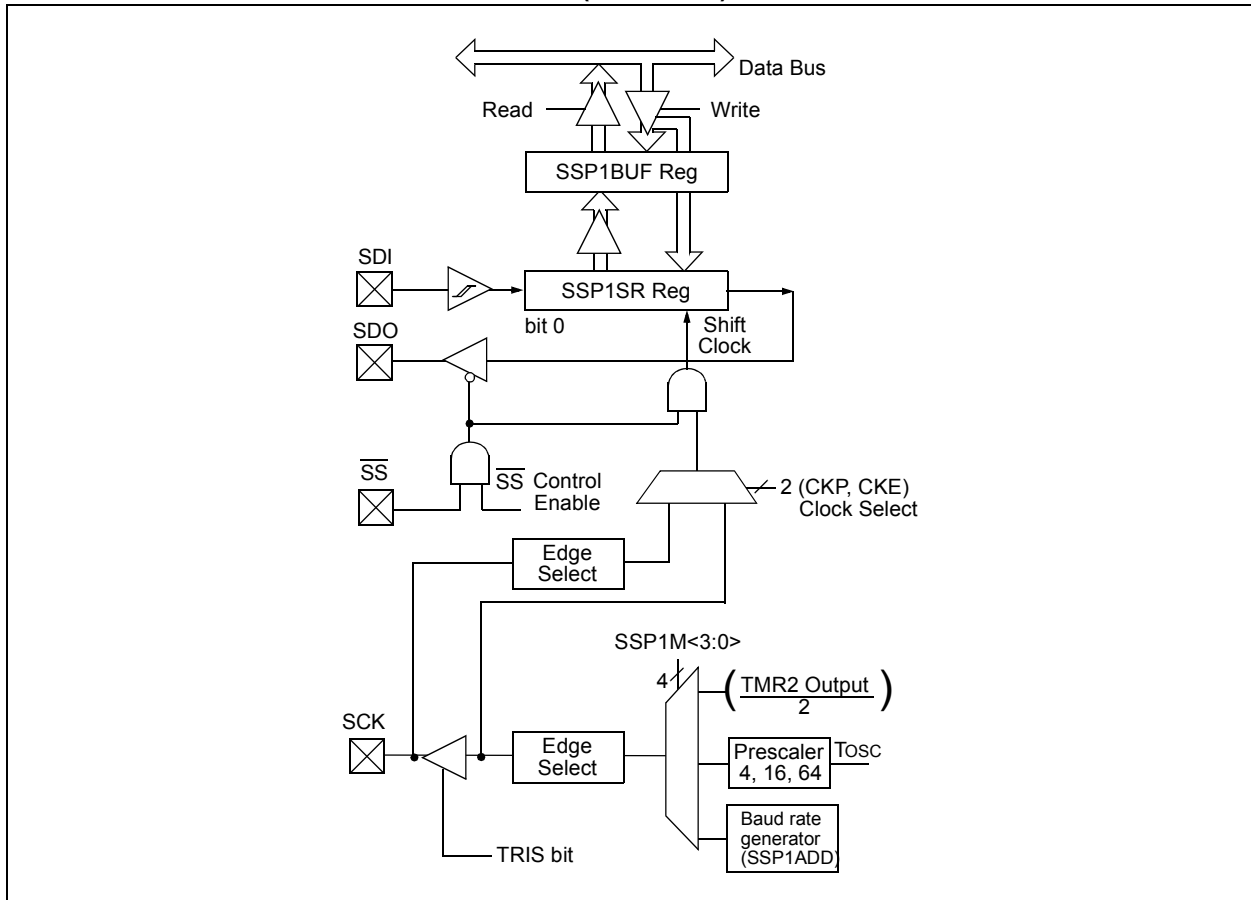 Data Bus
Read
Write
SSP1BUF Reg
SDI
SSP1SR Reg
bit 0
Shift
Clock
SDO
SS
SS Control
Enable
2 (CKP, CKE)
Clock Select
Edge
Select
SSP1M<3:0>
4
(TMR2 Output)
2
SCK
Edge
Select
Prescaler
4, 16, 64
TOSC
Baud rate
generator
(SSP1ADD)
TRIS bit